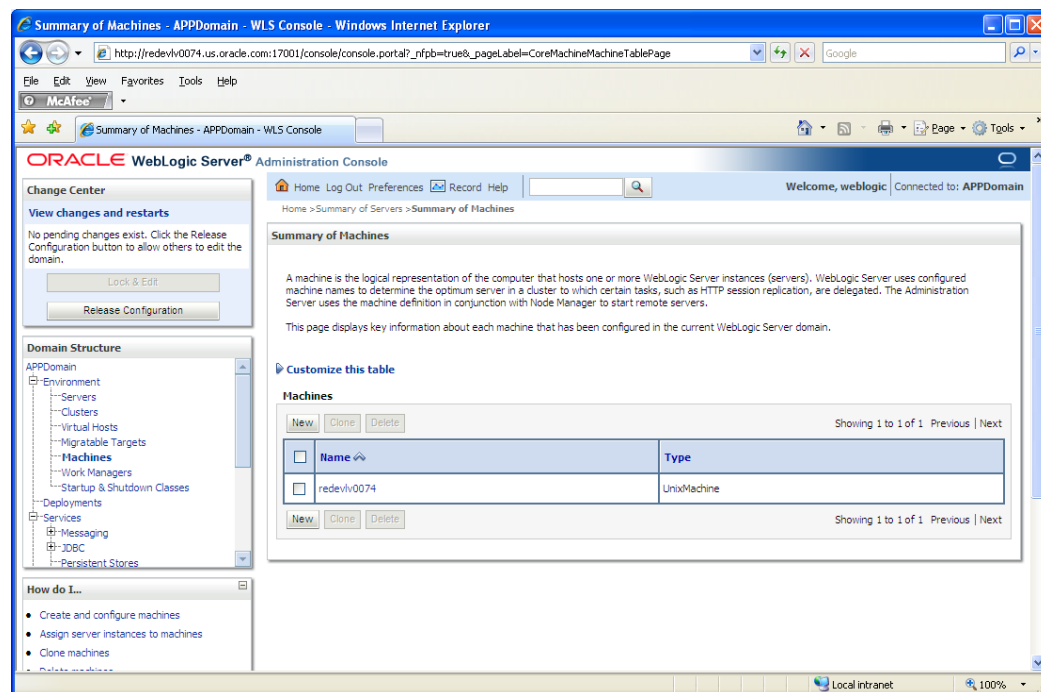 Summary of Machines - APPDomain - WLS Console - Windows Internet Explorer
http://redevlv0074.us.oracle.com:17001/console/console.portal?_nfpb=true&_pageLabel=CoreMachineMachineTablePage
Google
File Edit View Favorites Tools Help
McAfee
Summary of Machines - APPDomain - WLS Console
Page Tools
ORACLE WebLogic Server® Administration Console
Change Center
View changes and restarts
No pending changes exist. Click the Release
Configuration button to allow others to edit the
domain.
Lock & Edit
Release Configuration
Domain Structure
APPDomain
Environment
Servers
Clusters
Virtual Hosts
Migratable Targets
Machines
Work Managers
Startup & Shutdown Classes
Deployments
Services
Messaging
JDBC
Persistent Stores
How do I...
Create and configure machines
Assign server instances to machines
Clone machines
Delete machines
Home Log Out Preferences Record Help
Welcome, weblogic Connected to: APPDomain
Home >Summary of Servers >Summary of Machines
Summary of Machines
A machine is the logical representation of the computer that hosts one or more WebLogic Server instances (servers). WebLogic Server uses configured
machine names to determine the optimum server in a cluster to which certain tasks, such as HTTP session replication, are delegated. The Administration
Server uses the machine definition in conjunction with Node Manager to start remote servers.
This page displays key information about each machine that has been configured in the current WebLogic Server domain.
Customize this table
Machines
New Clone Delete Showing 1 to 1 of 1 Previous | Next
Name Type
redevlv0074 UnixMachine
New Clone Delete Showing 1 to 1 of 1 Previous | Next
Local intranet 100%